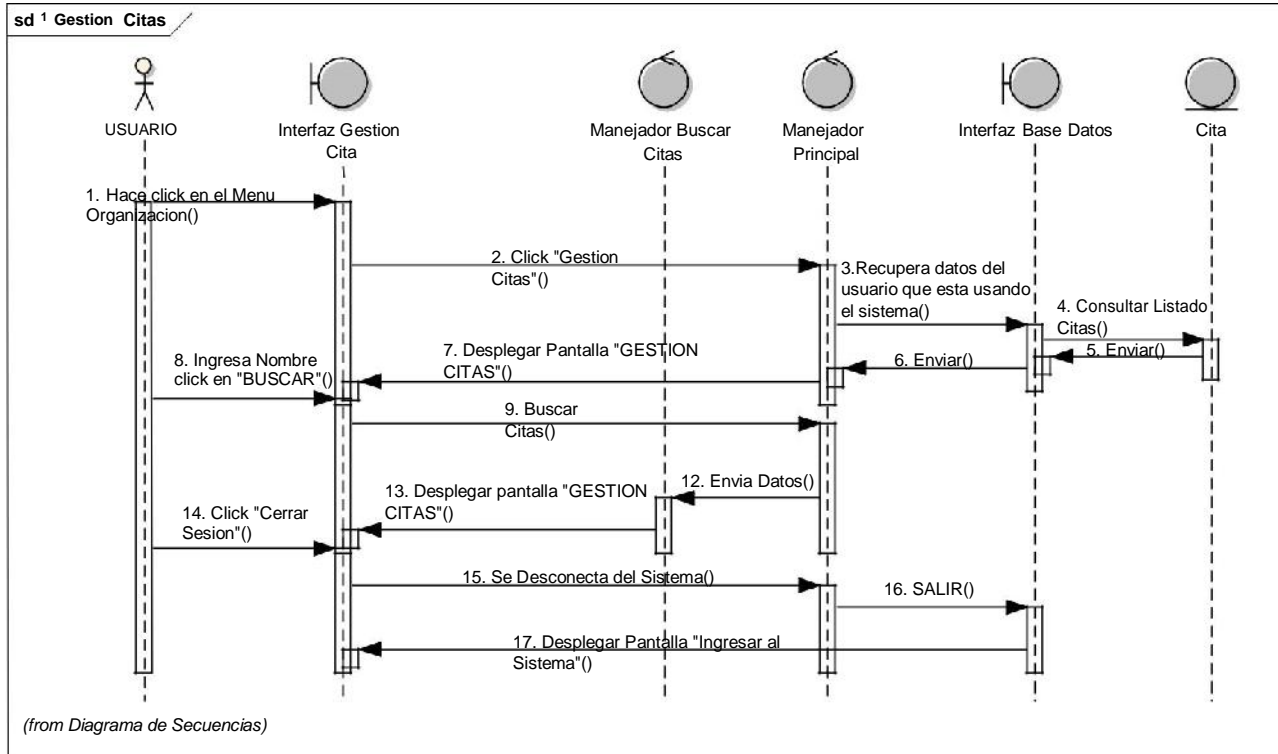 sd ¹ Gestion Citas
USUARIO
Interfaz Gestion
Cita
Manejador Buscar
Citas
Manejador
Principal
Interfaz Base Datos
Cita
1. Hace click en el Menu
Organizacion()
2. Click "Gestion
Citas"()
3.Recupera datos del
usuario que esta usando
el sistema()
4. Consultar Listado
Citas()
5. Enviar()
6. Enviar()
7. Desplegar Pantalla "GESTION
CITAS"()
8. Ingresa Nombre
click en "BUSCAR"()
9. Buscar
Citas()
12. Envia Datos()
13. Desplegar pantalla "GESTION
CITAS"()
14. Click "Cerrar
Sesion"()
15. Se Desconecta del Sistema()
16. SALIR()
17. Desplegar Pantalla "Ingresar al
Sistema"()
(from Diagrama de Secuencias)